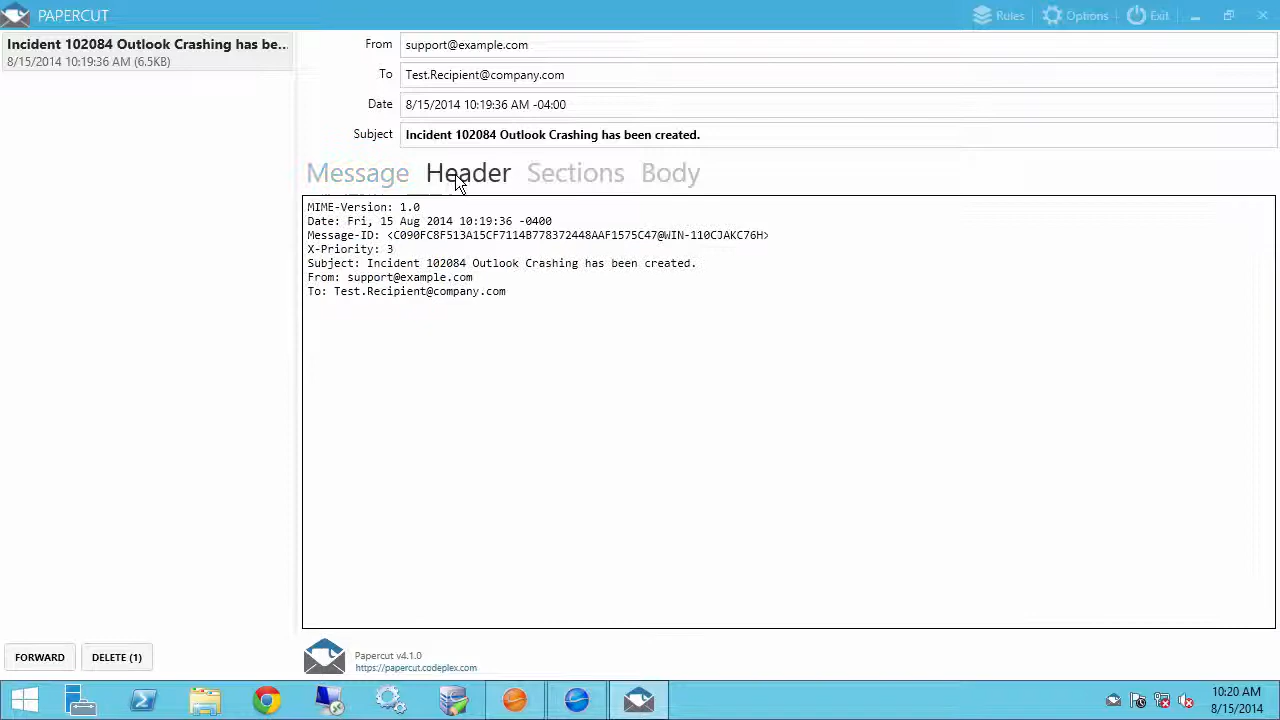 PAPERCUT
Rules
Options
Exit
Incident 102084 Outlook Crashing has be...
8/15/2014 10:19:36 AM (6.5KB)
From support@example.com
To Test.Recipient@company.com
Date 8/15/2014 10:19:36 AM -04:00
Subject Incident 102084 Outlook Crashing has been created.
Message Header Sections Body
MIME-Version: 1.0
Date: Fri, 15 Aug 2014 10:19:36 -0400
Message-ID: <C090FC8F513A15CF7114B778372448AAF1575C47@WIN-110CJAKC76H>
X-Priority: 3
Subject: Incident 102084 Outlook Crashing has been created.
From: support@example.com
To: Test.Recipient@company.com
FORWARD
DELETE (1)
Papercut v4.1.0
https://papercut.codeplex.com
10:20 AM
8/15/2014